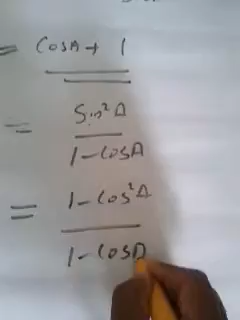 = CosA + 1
= Sin²A
1 - CosA
= 1 - Cos²A
1 - CosA